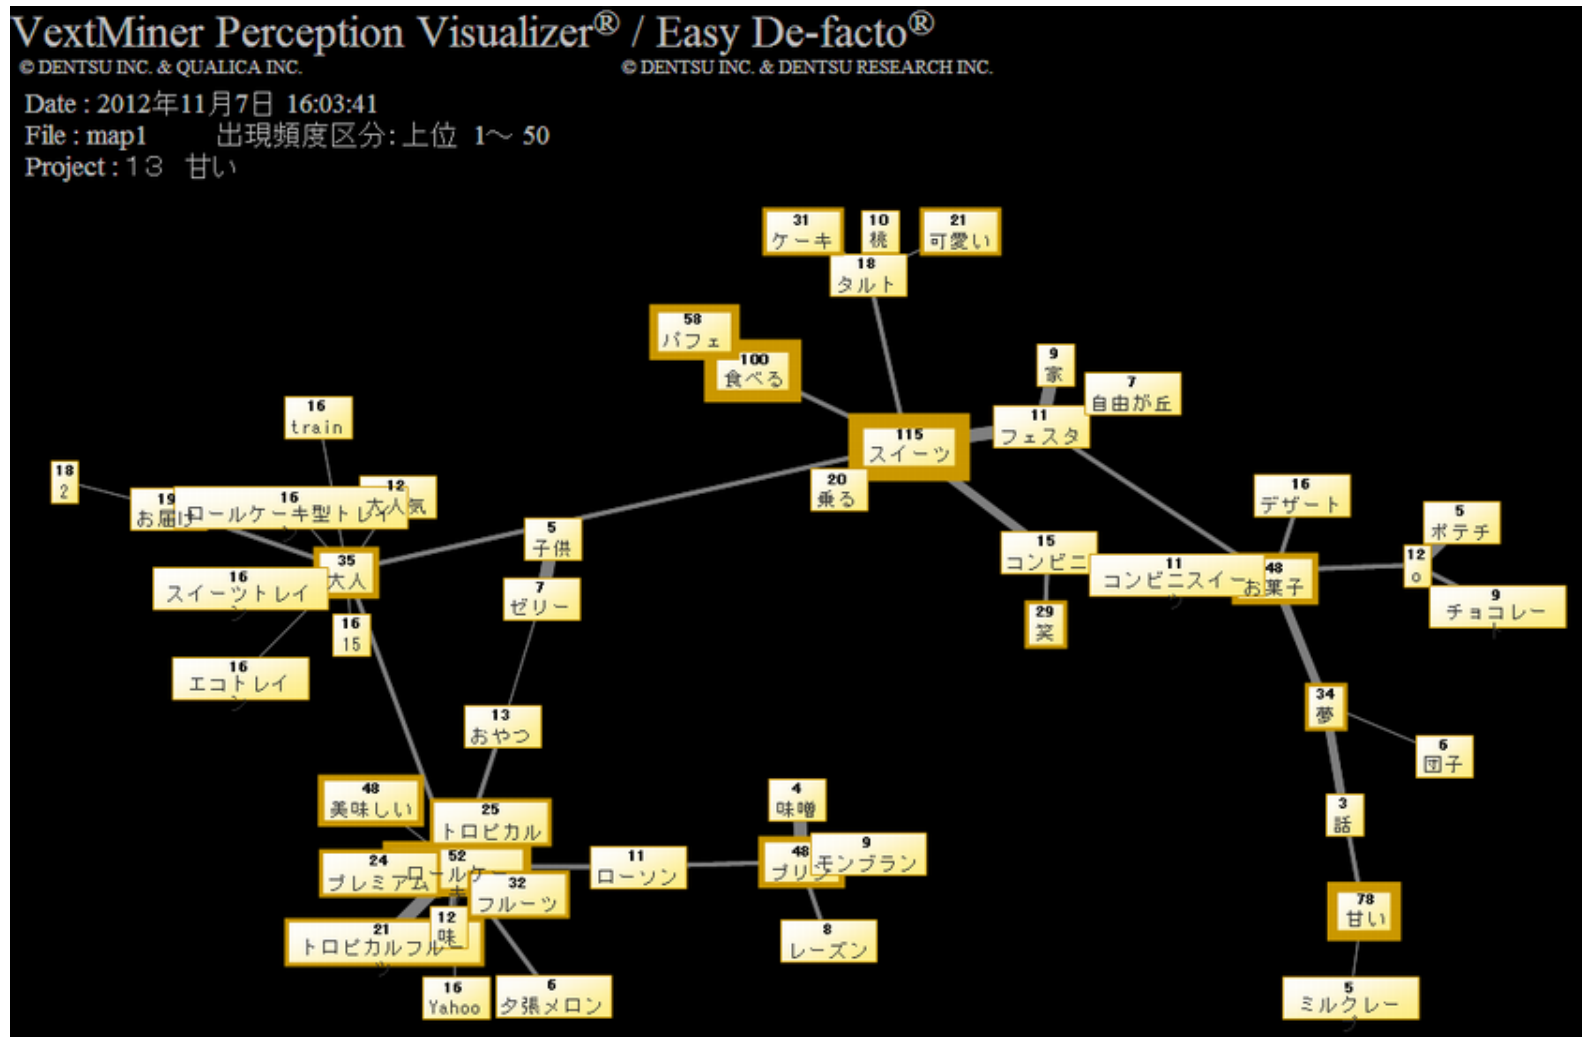 VextMiner Perception Visualizer® / Easy De-facto®
© DENTSU INC. & QUALICA INC.
© DENTSU INC. & DENTSU RESEARCH INC.
Date : 2012年11月7日 16:03:41
File : map1 出現頻度区分:上位 1～ 50
Project : 13 甘い
31
ケーキ
10
桃
21
可愛い
18
タルト
58
パフェ
100
食べる
9
家
7
自由が丘
11
フェスタ
115
スイーツ
20
乗る
16
train
18
2
19
お届け
16
ロールケーキ型トレイ
12
大人気
35
大人
16
スイーツトレイ
16
15
16
エコトレイ
5
子供
7
ゼリー
13
おやつ
15
コンビニ
29
笑
11
コンビニスイー
48
お菓子
16
デザート
5
ポテチ
12
o
9
チョコレート
34
夢
6
団子
3
話
78
甘い
5
ミルクレー
48
美味しい
25
トロピカル
24
プレミアム
52
ロールケーキ
32
フルーツ
21
トロピカルフルーツ
12
味
16
Yahoo
6
夕張メロン
11
ローソン
4
味噌
48
プリン
9
モンブラン
8
レーズン